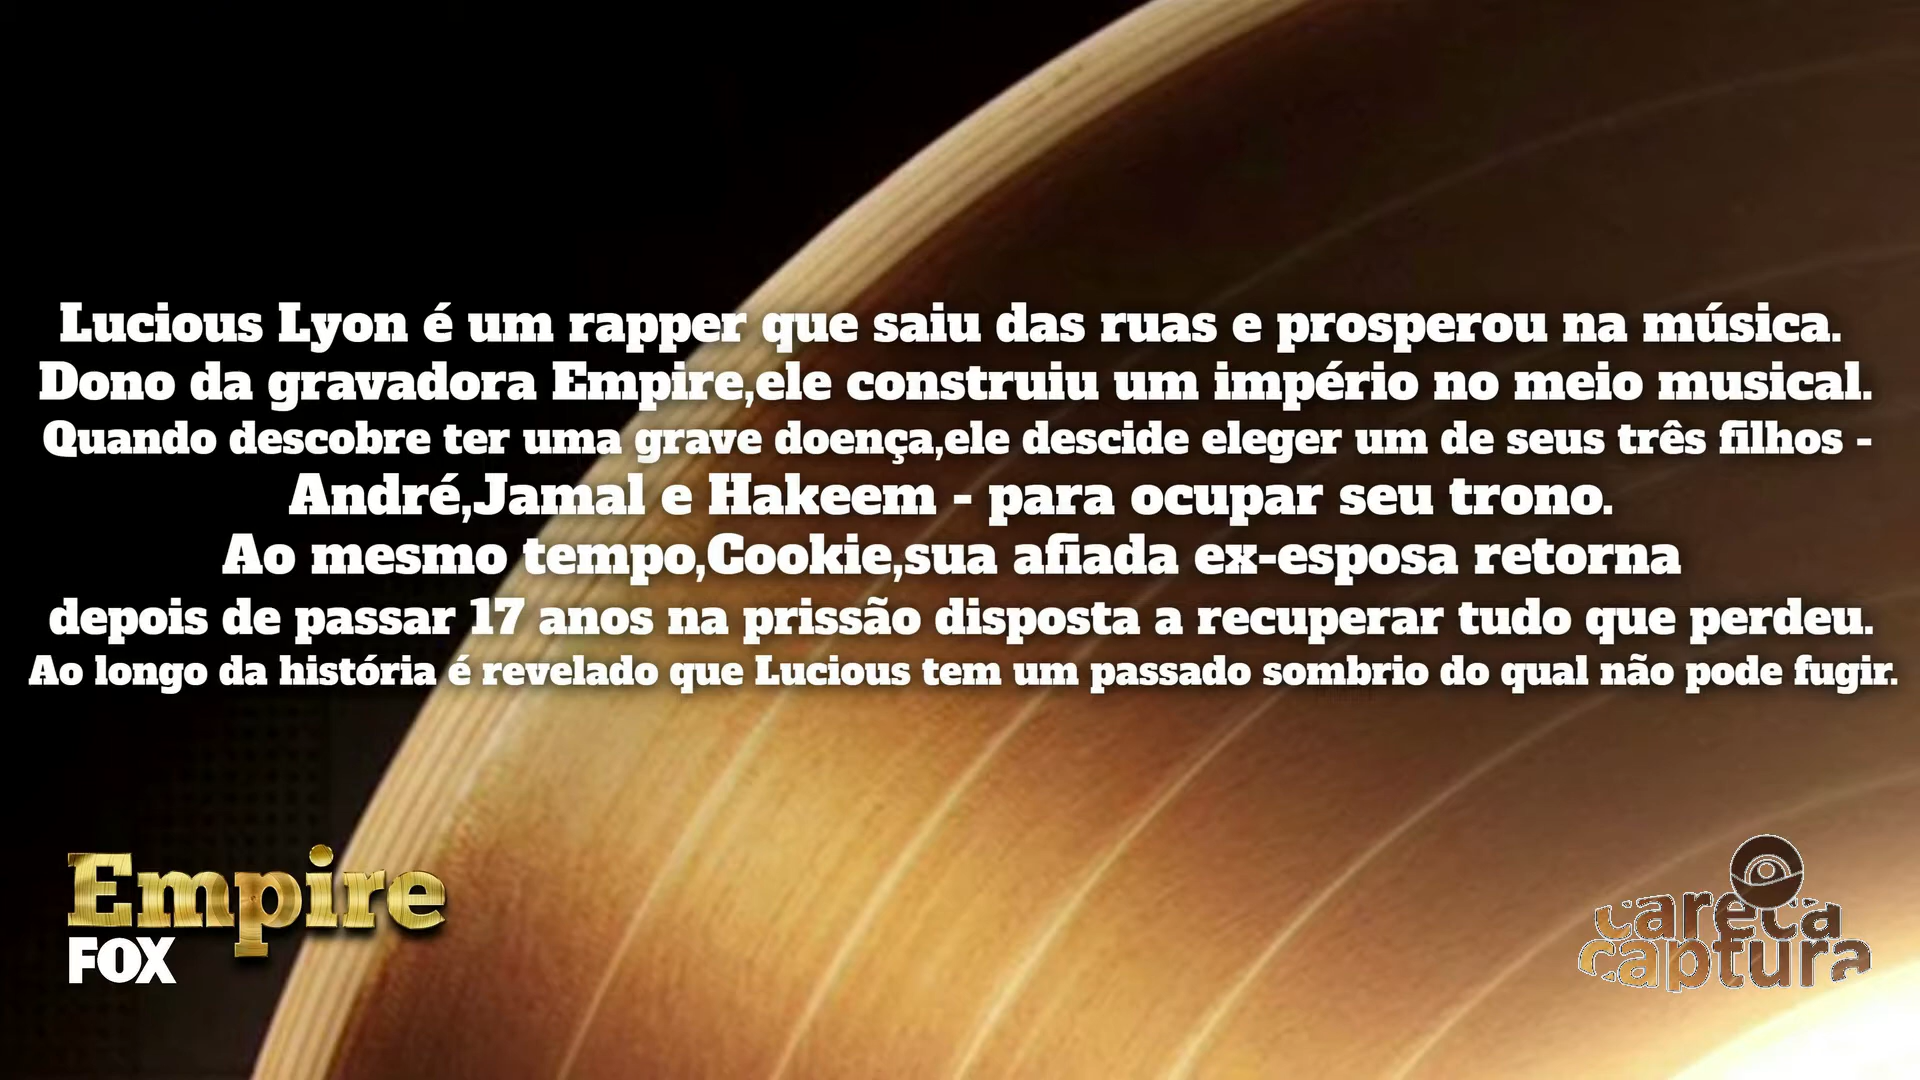 Lucious Lyon é um rapper que saiu das ruas e prosperou na música.
Dono da gravadora Empire,ele construiu um império no meio musical.
Quando descobre ter uma grave doença,ele descide eleger um de seus três filhos -
André,Jamal e Hakeem - para ocupar seu trono.
Ao mesmo tempo,Cookie,sua afiada ex-esposa retorna
depois de passar 17 anos na prissão disposta a recuperar tudo que perdeu.
Ao longo da história é revelado que Lucious tem um passado sombrio do qual não pode fugir.
Empire
FOX
careca
captura